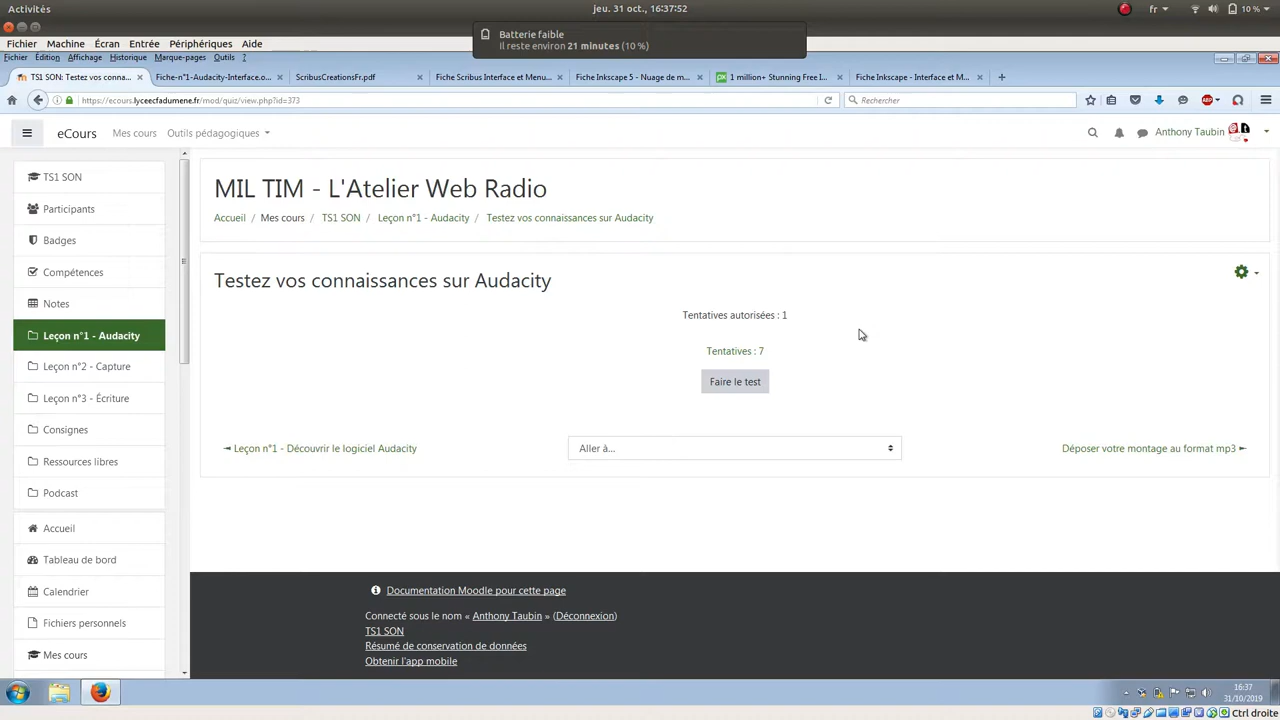 Activités
jeu. 31 oct., 16:37:52
fr
10 %
Batterie faible
Il reste environ 21 minutes (10 %)
Fichier Machine Écran Entrée Périphériques Aide
Fichier Édition Affichage Historique Marque-pages Outils ?
TS1 SON: Testez vos conna...
Fiche-n°1-Audacity-Interface.o...
ScribusCreationsFr.pdf
Fiche Scribus Interface et Menu...
Fiche Inkscape 5 - Nuage de m...
1 million+ Stunning Free I...
Fiche Inkscape - Interface et M...
https://ecours.lyceecfadumene.fr/mod/quiz/view.php?id=373
Rechercher
eCours
Mes cours
Outils pédagogiques
Anthony Taubin
TS1 SON
Participants
Badges
Compétences
Notes
Leçon n°1 - Audacity
Leçon n°2 - Capture
Leçon n°3 - Écriture
Consignes
Ressources libres
Podcast
Accueil
Tableau de bord
Calendrier
Fichiers personnels
Mes cours
MIL TIM - L'Atelier Web Radio
Accueil / Mes cours / TS1 SON / Leçon n°1 - Audacity / Testez vos connaissances sur Audacity
Testez vos connaissances sur Audacity
Tentatives autorisées : 1
Tentatives : 7
Faire le test
◄ Leçon n°1 - Découvrir le logiciel Audacity
Aller à...
Déposer votre montage au format mp3 ►
Documentation Moodle pour cette page
Connecté sous le nom « Anthony Taubin » (Déconnexion)
TS1 SON
Résumé de conservation de données
Obtenir l'app mobile
16:37
31/10/2019
Ctrl droite